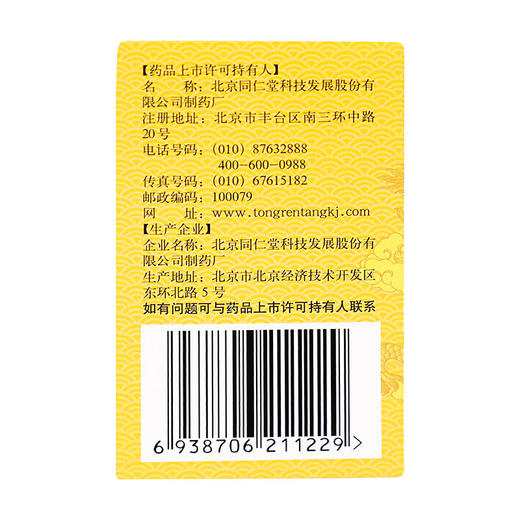 【药品上市许可持有人】
名　　称：北京同仁堂科技发展股份有
限公司制药厂
注册地址：北京市丰台区南三环中路
20号
电话号码：(010) 87632888
400-600-0988
传真号码：(010) 67615182
邮政编码：100079
网　　址：www.tongrentangkj.com
【生产企业】
企业名称：北京同仁堂科技发展股份有
限公司制药厂
生产地址：北京市北京经济技术开发区
东环北路 5 号
如有问题可与药品上市许可持有人联系
6 938706 211229 >